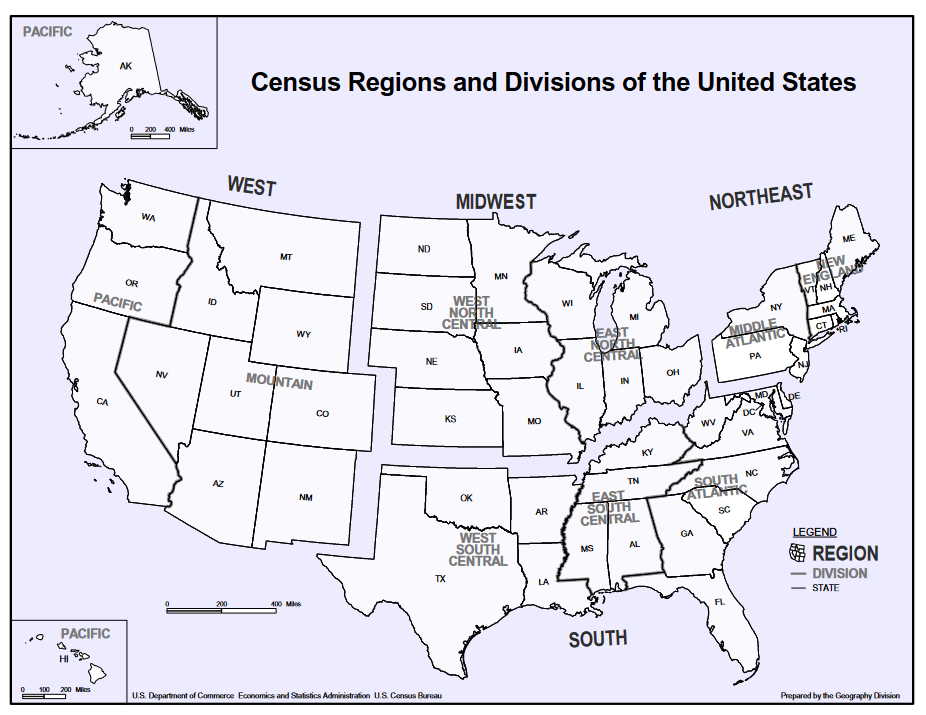 PACIFIC
AK
0 200 400 Miles
Census Regions and Divisions of the United States
WEST
MIDWEST
NORTHEAST
WA
MT
OR
ID
PACIFIC
WY
NV
MOUNTAIN
UT
CA
CO
AZ
NM
ND
MN
SD
WEST
NORTH
CENTRAL
NE
IA
KS
MO
WI
MI
EAST
NORTH
CENTRAL
IL
IN
OH
ME
NEW
ENGLAND
VT
NH
NY
MA
CT
RI
MIDDLE
ATLANTIC
PA
NJ
MD
DE
DC
WV
VA
KY
NC
TN
SOUTH
ATLANTIC
SC
EAST
SOUTH
CENTRAL
OK
AR
WEST
SOUTH
CENTRAL
MS
AL
GA
TX
LA
FL
SOUTH
LEGEND
REGION
DIVISION
STATE
0 200 400 Miles
PACIFIC
HI
0 100 200 Miles
U.S. Department of Commerce Economics and Statistics Administration U.S. Census Bureau
Prepared by the Geography Division